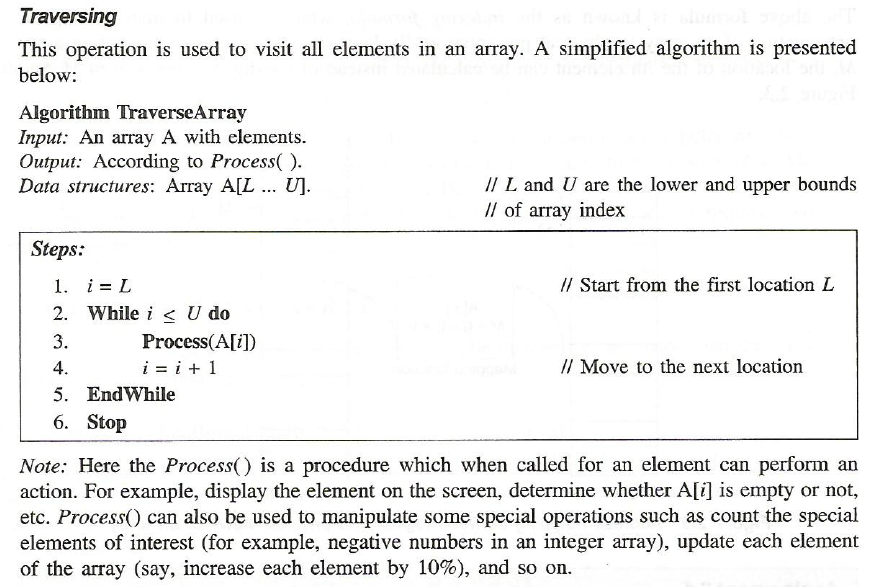 Traversing
This operation is used to visit all elements in an array. A simplified algorithm is presented
below:
Algorithm TraverseArray
Input: An array A with elements.
Output: According to Process( ).
Data structures: Array A[L ... U]. // L and U are the lower and upper bounds
// of array index
Steps:
1. i = L // Start from the first location L
2. While i ≤ U do
3. Process(A[i])
4. i = i + 1 // Move to the next location
5. EndWhile
6. Stop
Note: Here the Process() is a procedure which when called for an element can perform an
action. For example, display the element on the screen, determine whether A[i] is empty or not,
etc. Process() can also be used to manipulate some special operations such as count the special
elements of interest (for example, negative numbers in an integer array), update each element
of the array (say, increase each element by 10%), and so on.